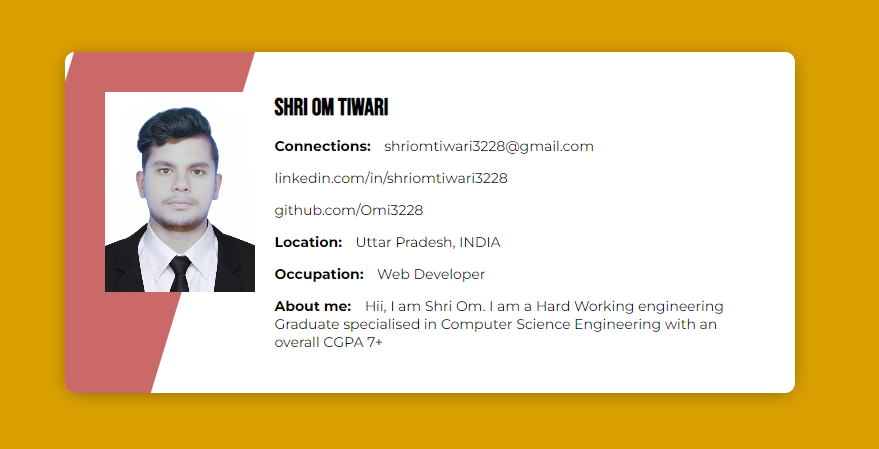 SHRI OM TIWARI
Connections: shriomtiwari3228@gmail.com
linkedin.com/in/shriomtiwari3228
github.com/Omi3228
Location: Uttar Pradesh, INDIA
Occupation: Web Developer
About me: Hii, I am Shri Om. I am a Hard Working engineering
Graduate specialised in Computer Science Engineering with an
overall CGPA 7+